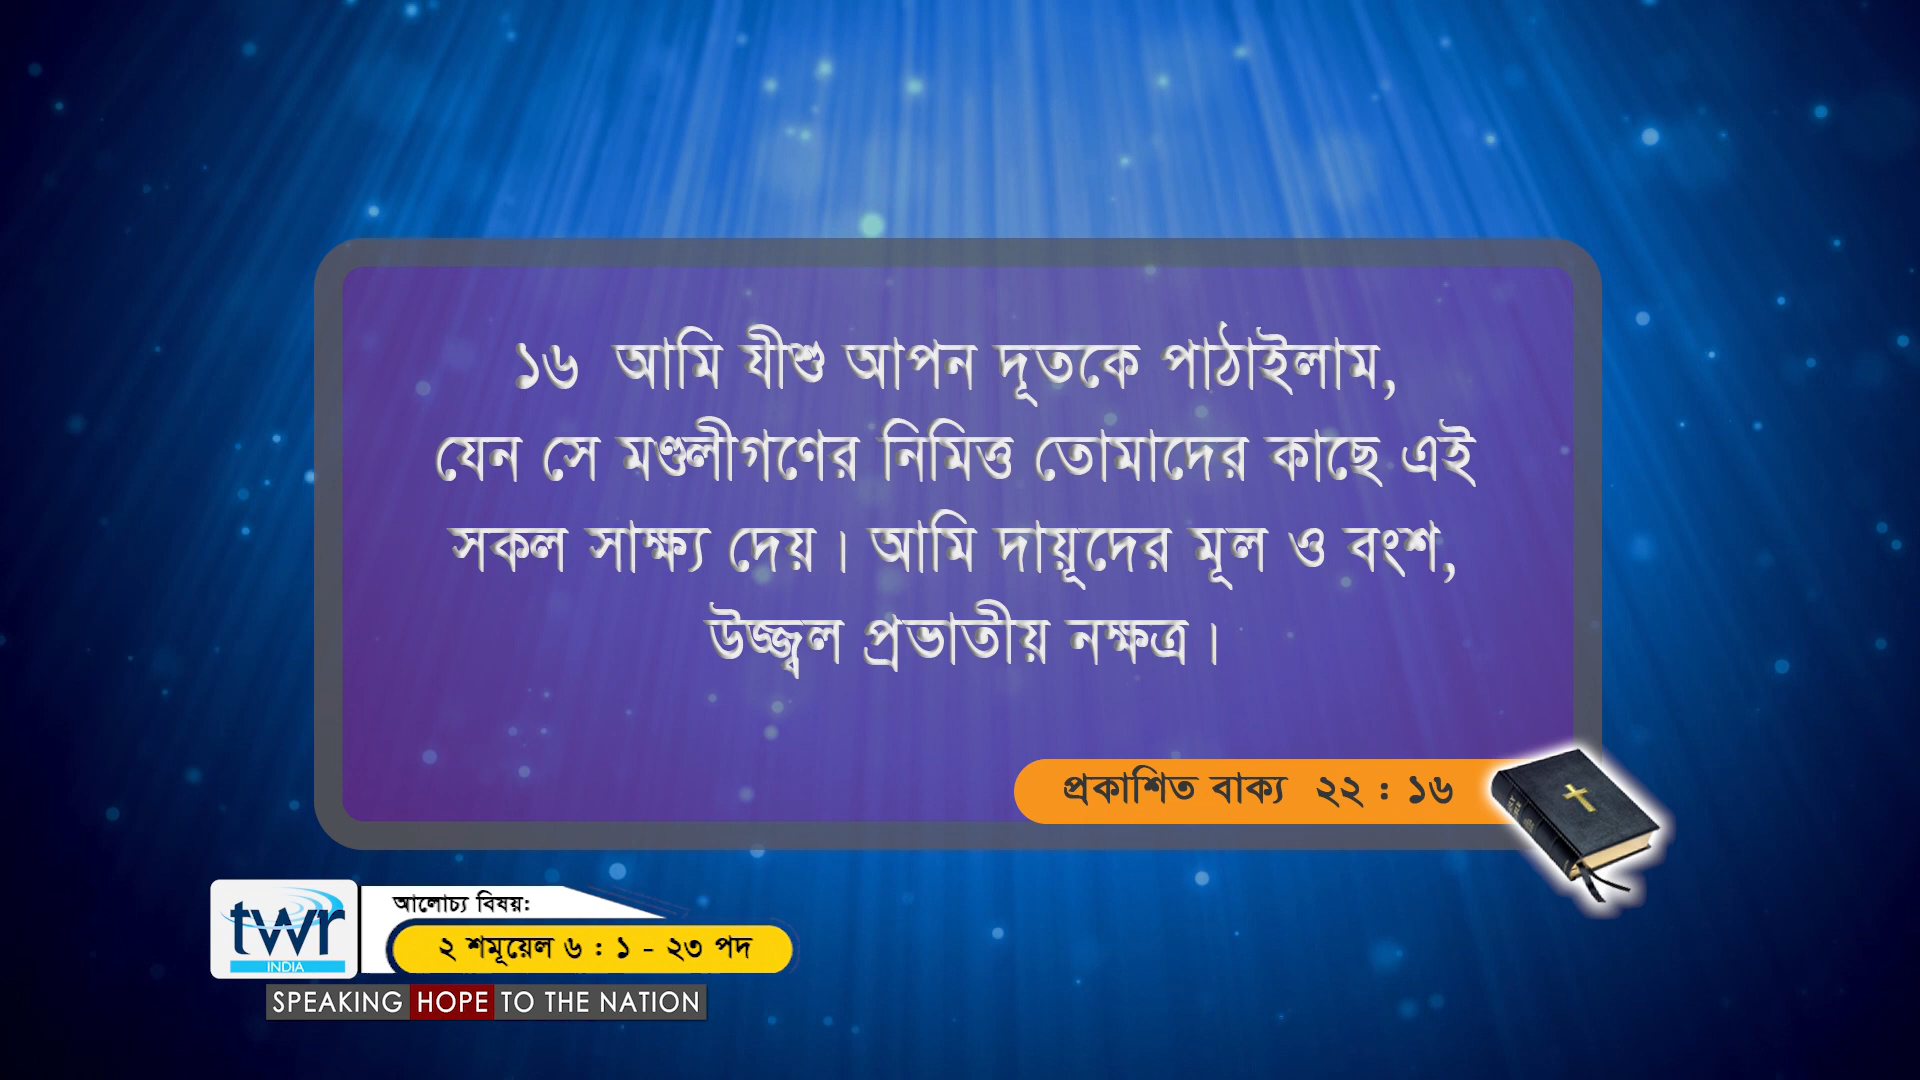 ১৬ আমি যীশু আপন দূতকে পাঠাইলাম,
যেন সে মণ্ডলীগণের নিমিত্ত তোমাদের কাছে এই
সকল সাক্ষ্য দেয়। আমি দায়ূদের মূল ও বংশ,
উজ্জ্বল প্রভাতীয় নক্ষত্র।
প্রকাশিত বাক্য ২২ : ১৬
twr
INDIA
আলোচ্য বিষয়:
২ শমূয়েল ৬ : ১ - ২৩ পদ
SPEAKING HOPE TO THE NATION